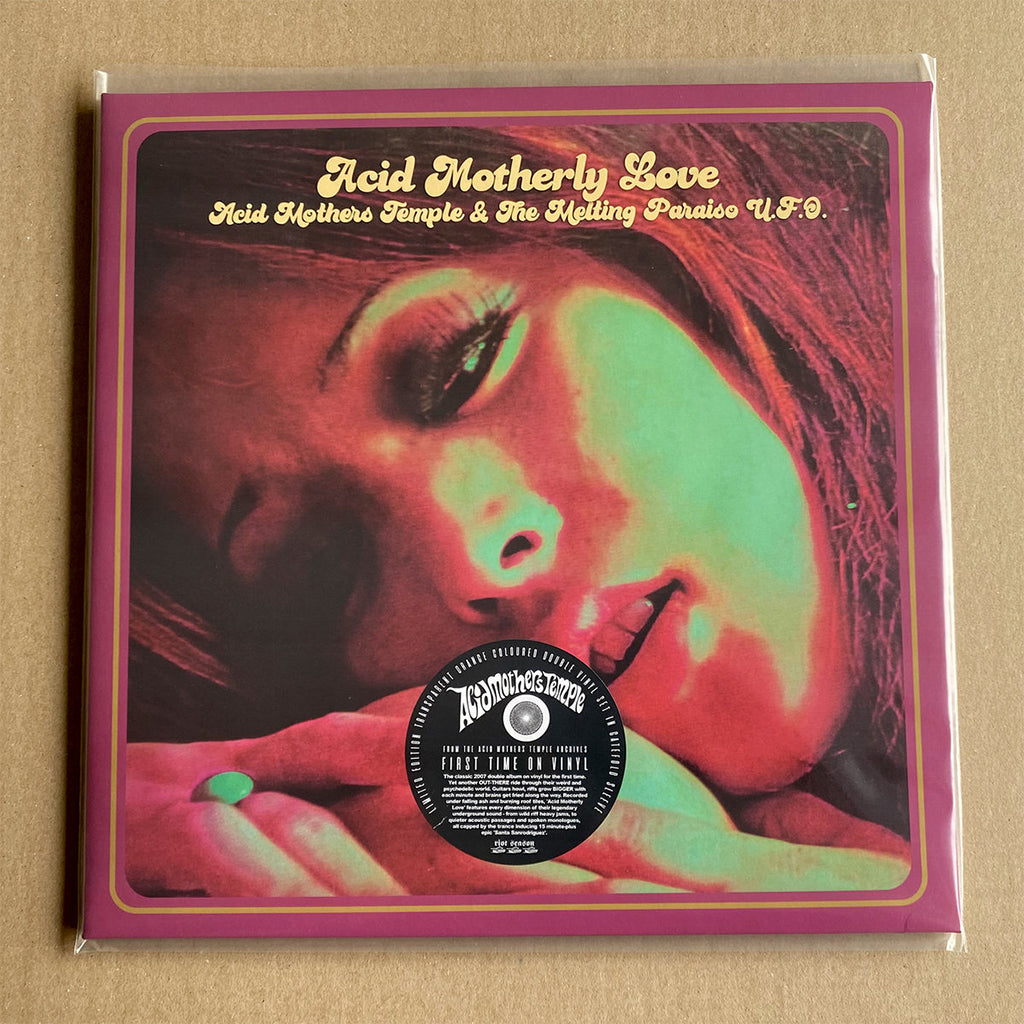 Acid Motherly Love
Acid Mothers Temple & The Melting Paraiso U.F.O.
LIMITED EDITION TRANSPARENT ORANGE COLOURED DOUBLE VINYL SET IN GATEFOLD SLEEVE
Acid Mothers Temple
FROM THE ACID MOTHERS TEMPLE ARCHIVES
FIRST TIME ON VINYL
The classic 2007 double album on vinyl for the first time.
Yet another OUT-THERE ride through their weird and
psychedelic world. Guitars howl, riffs grow BIGGER with
each minute and brains get fried along the way. Recorded
under falling ash and burning roof tiles, 'Acid Motherly
Love' features every dimension of their legendary
underground sound - from wild riff heavy jams, to
quieter acoustic passages and spoken monologues,
all capped by the trance inducing 15 minute-plus
epic 'Santa Sanrodriguez'.
riot season